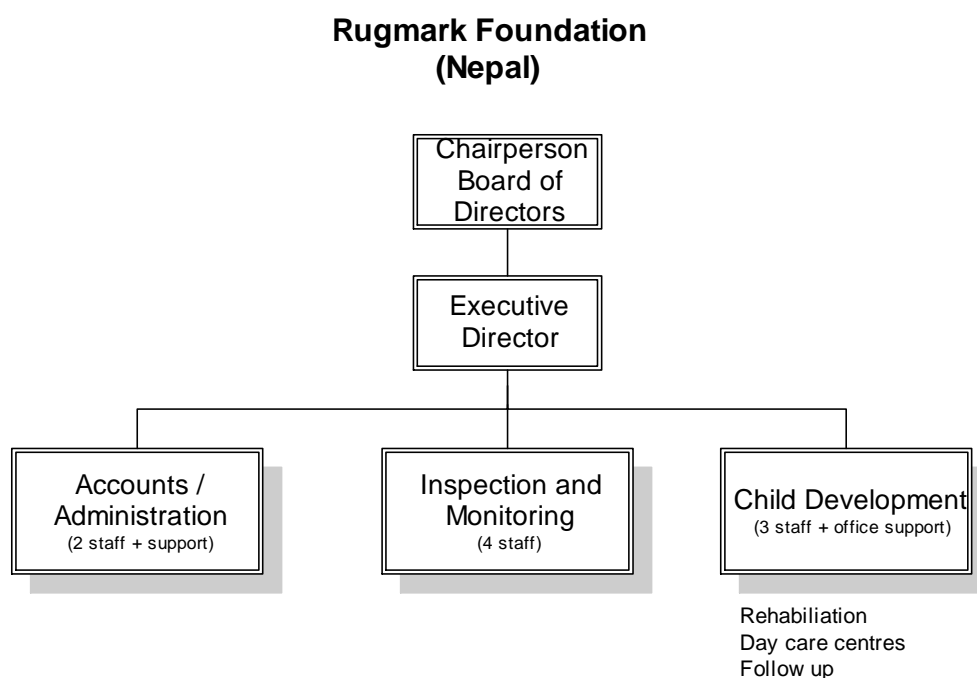 Rugmark Foundation
(Nepal)
Chairperson
Board of
Directors
Executive
Director
Accounts /
Administration
(2 staff + support)
Inspection and
Monitoring
(4 staff)
Child Development
(3 staff + office support)
Rehabiliation
Day care centres
Follow up